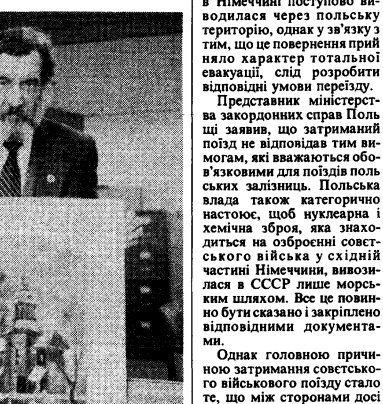 в Німеччині поступово ви-
водилася через польську
територію, однак у зв'язку з
тим, що це повернення прий
няло характер тотальної
евакуації, слід розробити
відповідні умови переїзду.
Представник міністерст-
ва закордонних справ Поль
щі заявив, що затриманий
поїзд не відповідав тим ви-
могам, які вважаються обо-
в'язковими для поїздів поль
ських залізниць. Польська
влада також категорично
настоює, щоб нуклеарна і
хемічна зброя, яка знахо-
диться на озброєнні совєт-
ського війська у східній
частині Німеччини, вивози-
лася в СССР лише морсь-
ким шляхом. Все це повин-
но бути сказано і закріплено
відповідними документа-
ми.
Однак головною причи-
ною затримання совєтсько-
го військового поїзду стало
те, що між сторонами досі